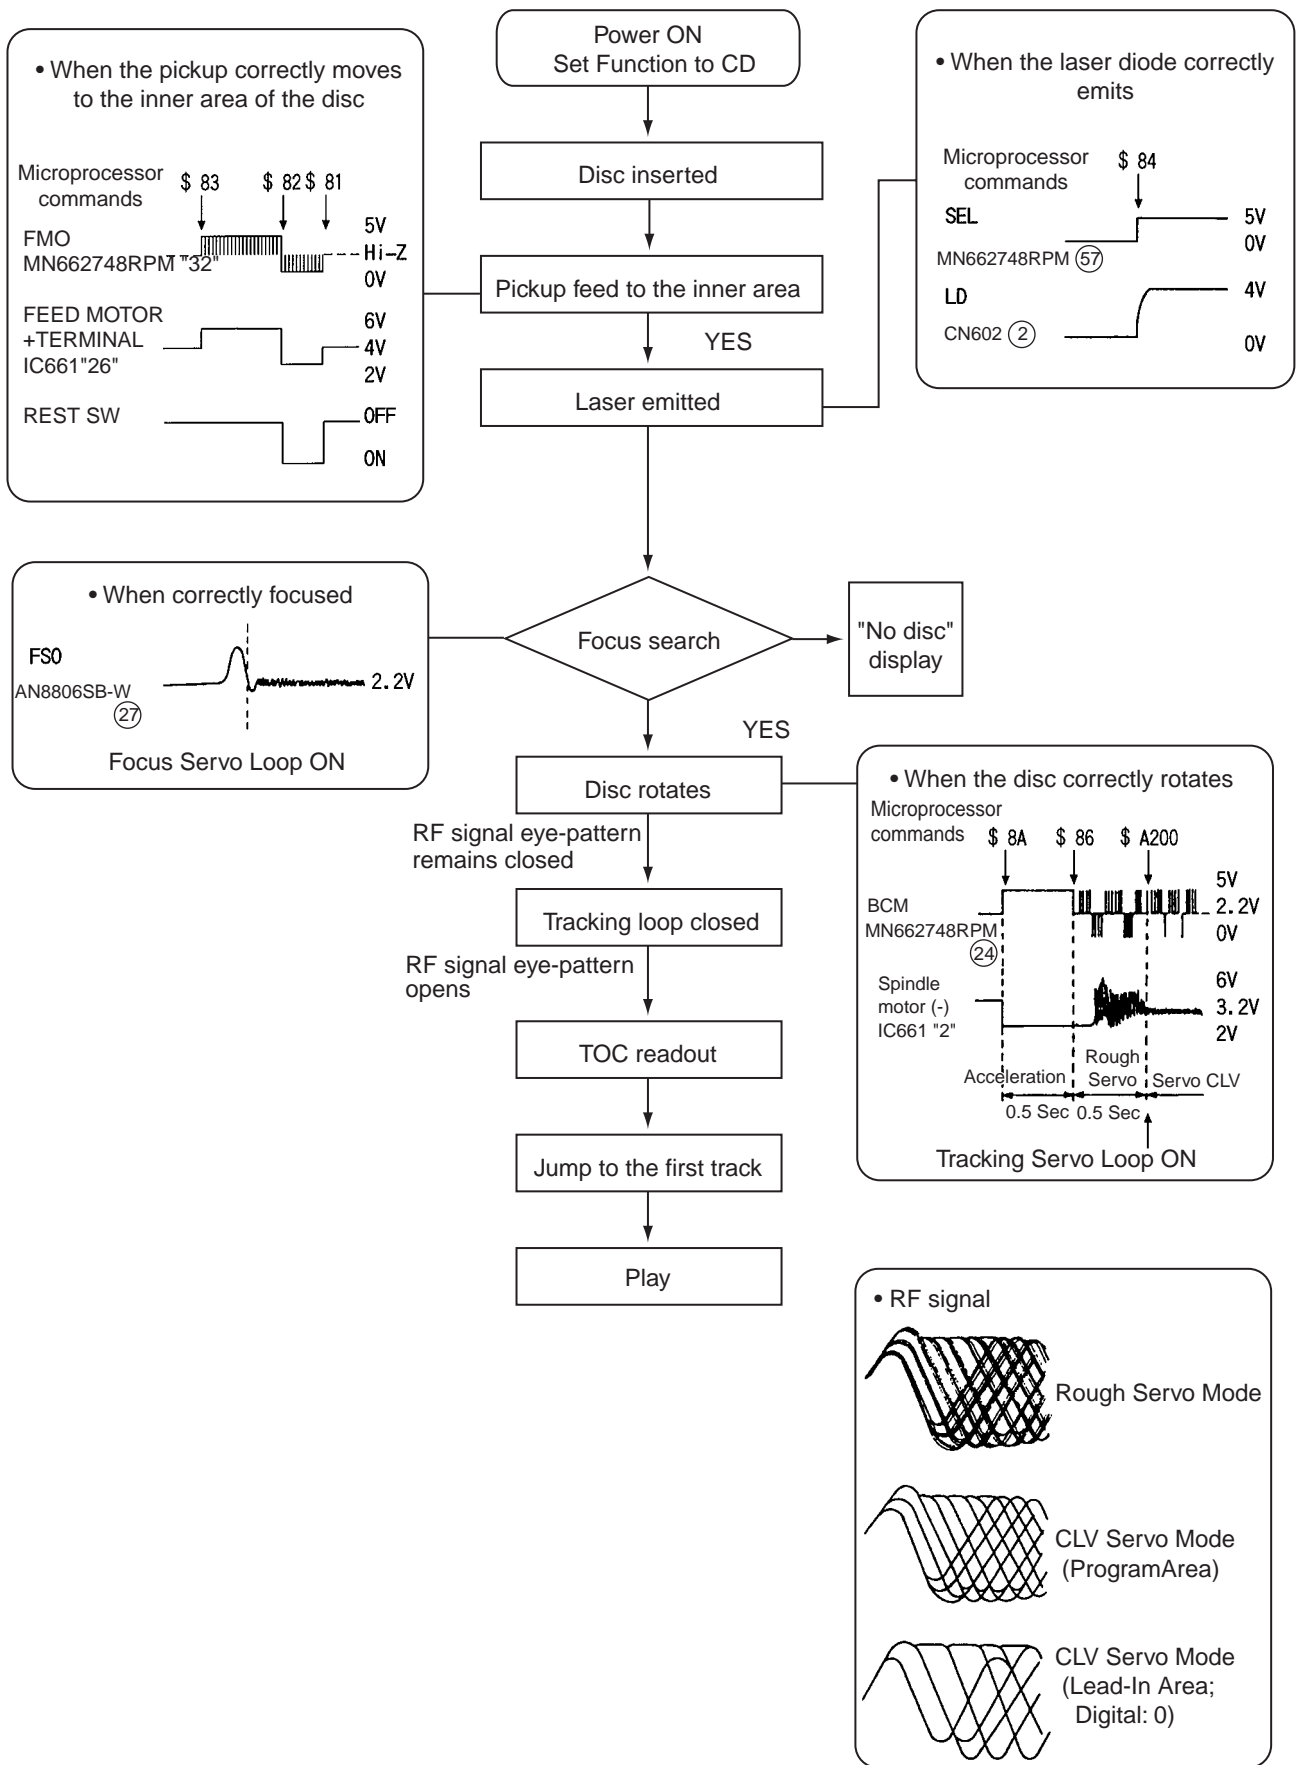 Power ON
Set Function to CD
• When the pickup correctly moves
to the inner area of the disc
Microprocessor
commands
$ 83
$ 82
$ 81
FMO
MN662748RPM "32"
5V
Hi-Z
0V
FEED MOTOR
+TERMINAL
IC661"26"
6V
4V
2V
REST SW
OFF
ON
• When the laser diode correctly
emits
Microprocessor
commands
$ 84
SEL
MN662748RPM 57
5V
0V
LD
CN602 2
4V
0V
Disc inserted
Pickup feed to the inner area
YES
Laser emitted
• When correctly focused
FSO
AN8806SB-W
27
2.2V
Focus Servo Loop ON
Focus search
"No disc"
display
YES
Disc rotates
RF signal eye-pattern
remains closed
Tracking loop closed
RF signal eye-pattern
opens
TOC readout
Jump to the first track
Play
• When the disc correctly rotates
Microprocessor
commands
$ 8A
$ 86
$ A200
BCM
MN662748RPM
24
5V
2.2V
0V
Spindle
motor (-)
IC661 "2"
6V
3.2V
2V
Acceleration
Rough
Servo
Servo CLV
0.5 Sec
0.5 Sec
Tracking Servo Loop ON
• RF signal
Rough Servo Mode
CLV Servo Mode
(ProgramArea)
CLV Servo Mode
(Lead-In Area;
Digital: 0)